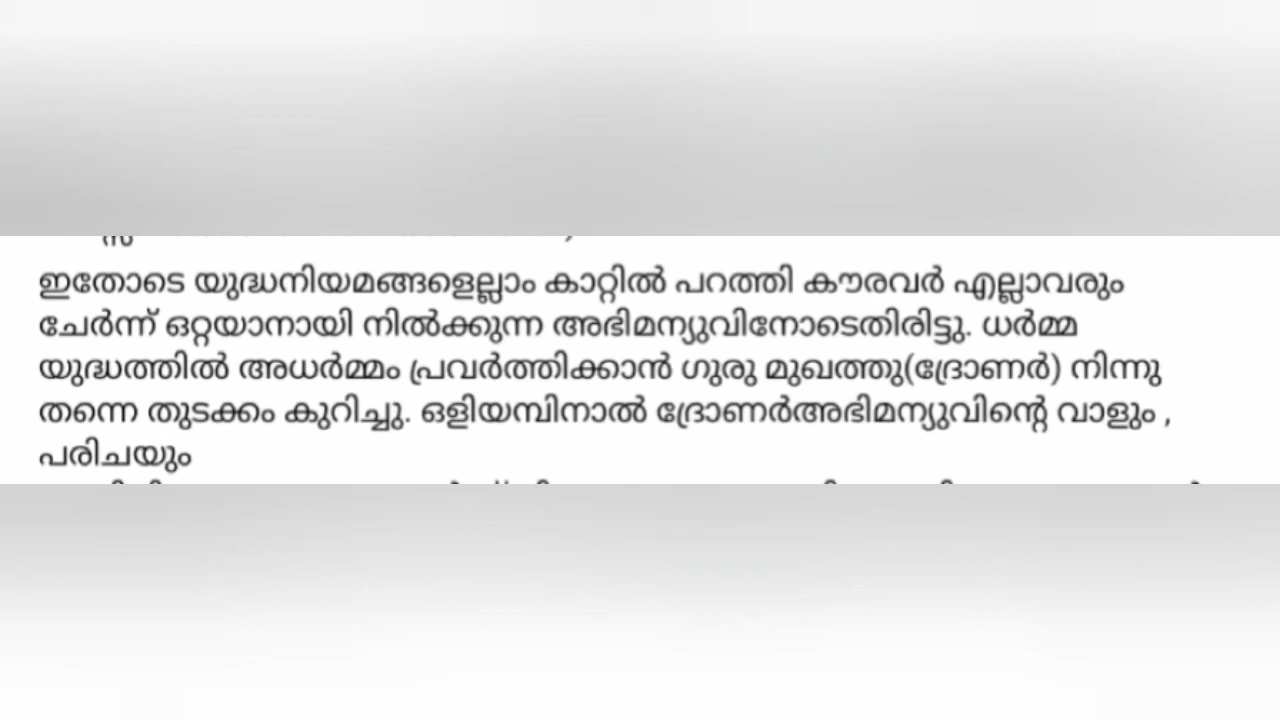 ഇതോടെ യുദ്ധനിയമങ്ങളെല്ലാം കാറ്റിൽ പറത്തി കൗരവർ എല്ലാവരും
ചേർന്ന് ഒറ്റയാനായി നിൽക്കുന്ന അഭിമന്യുവിനോടെതിരിട്ടു. ധർമ്മ
യുദ്ധത്തിൽ അധർമ്മം പ്രവർത്തിക്കാൻ ഗുരു മുഖത്തു(ദ്രോണർ) നിന്നു
തന്നെ തുടക്കം കുറിച്ചു. ഒളിയമ്പിനാൽ ദ്രോണർഅഭിമന്യുവിന്റെ വാളും ,
പരിചയും